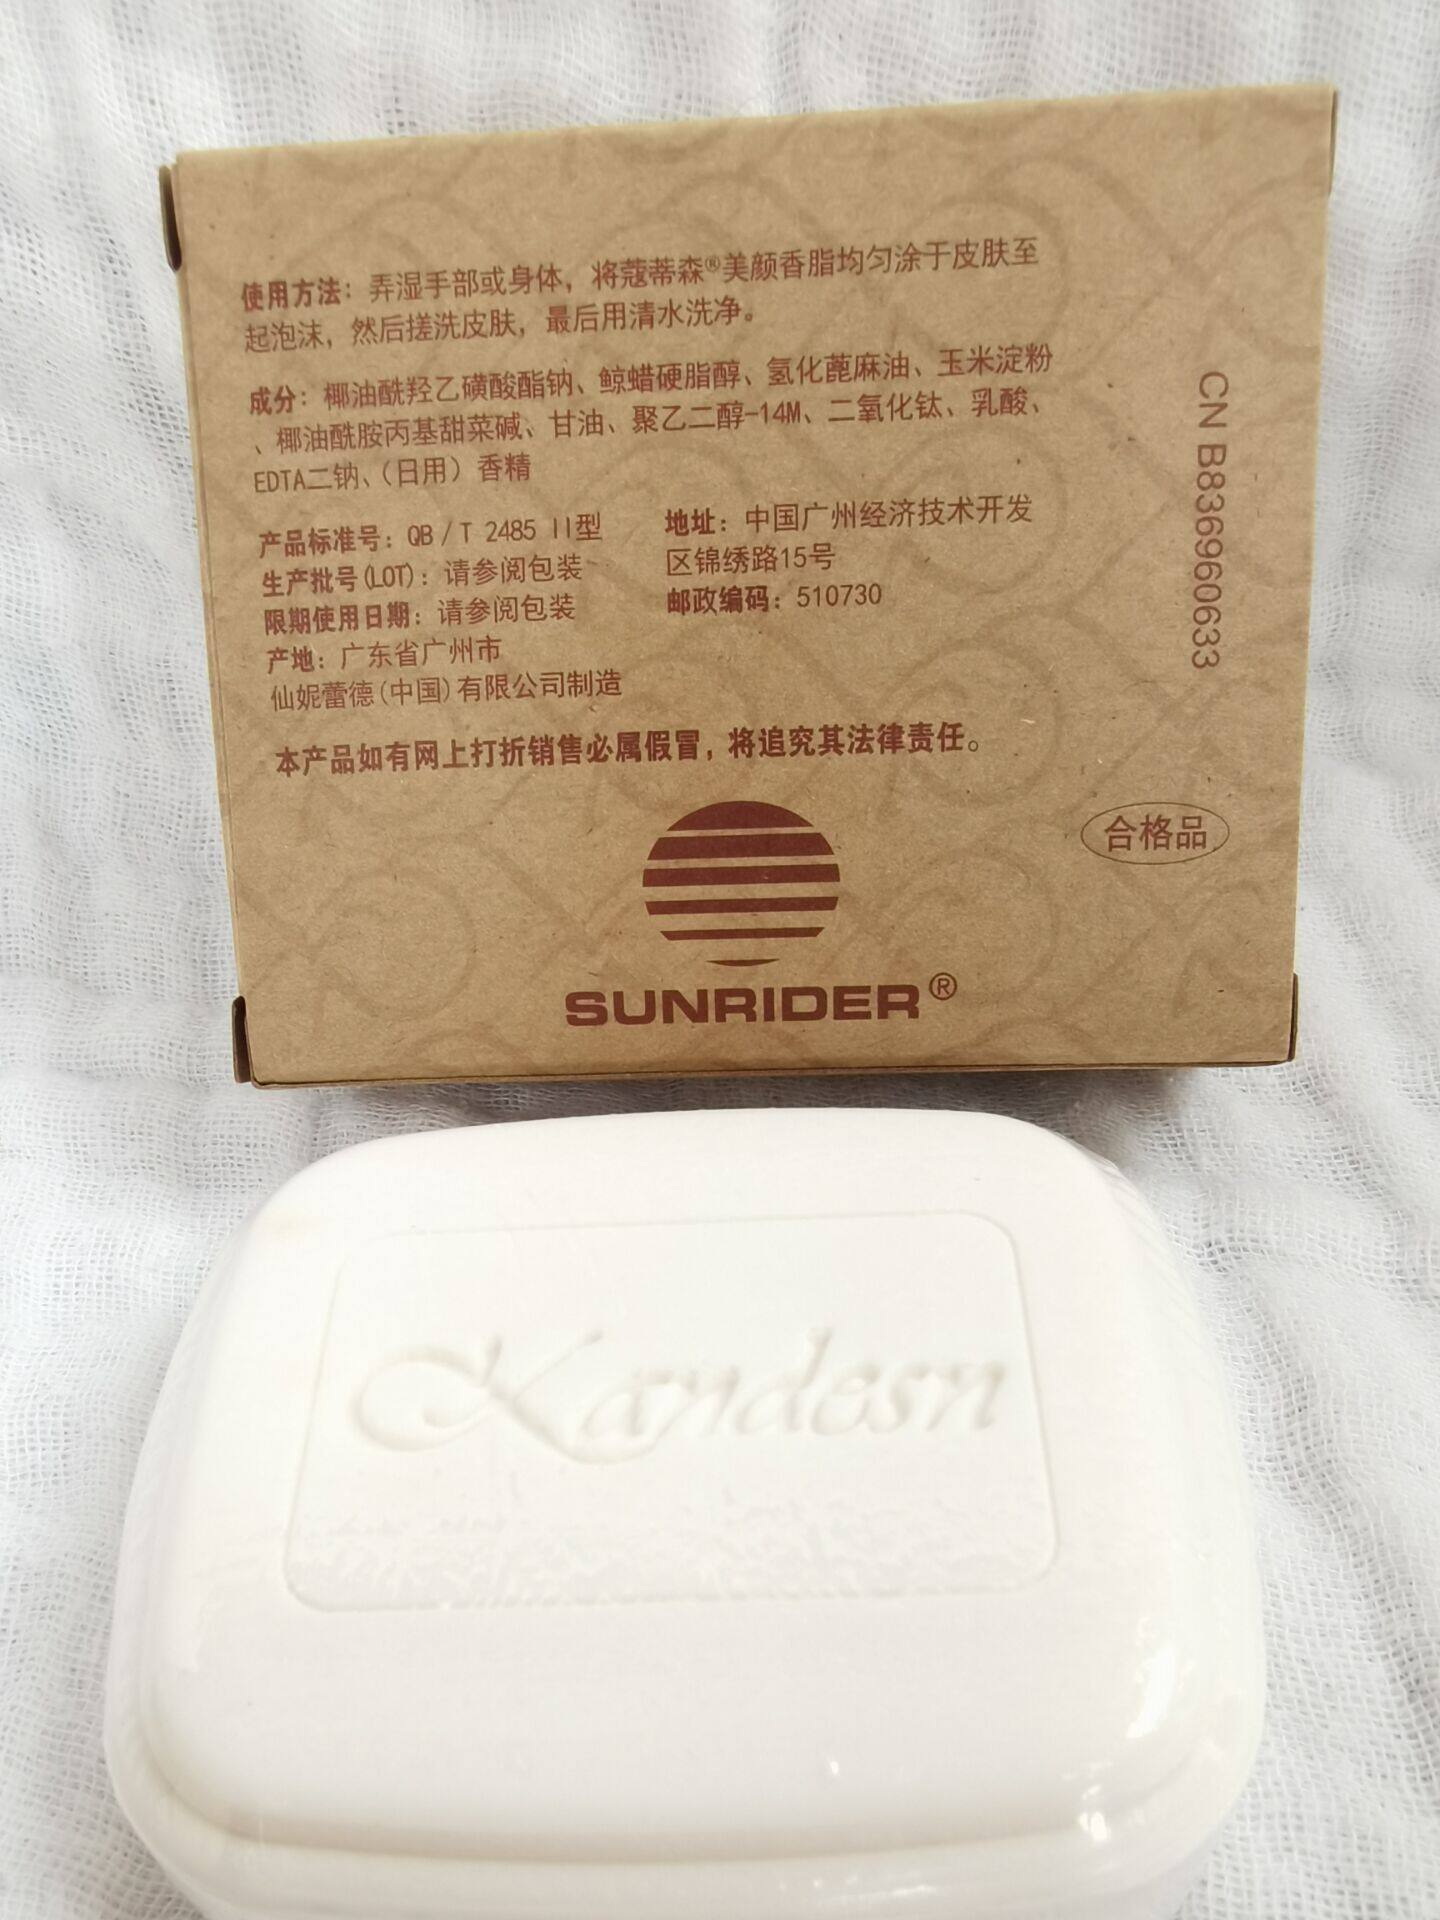 使用方法：弄湿手部或身体，将蔻蒂森®美颜香脂均匀涂于皮肤至
起泡沫，然后搓洗皮肤，最后用清水洗净。
成分：椰油酰羟乙磺酸酯钠、鲸蜡硬脂醇、氢化蓖麻油、玉米淀粉
、椰油酰胺丙基甜菜碱、甘油、聚乙二醇-14M、二氧化钛、乳酸、
EDTA二钠、（日用）香精
产品标准号：QB/T 2485 II型
生产批号(LOT)：请参阅包装
限期使用日期：请参阅包装
产地：广东省广州市
仙妮蕾德(中国)有限公司制造
地址：中国广州经济技术开发
区锦绣路15号
邮政编码：510730
本产品如有网上打折销售必属假冒，将追究其法律责任。
CN B836960633
合格品
SUNRIDER®
Kandesn